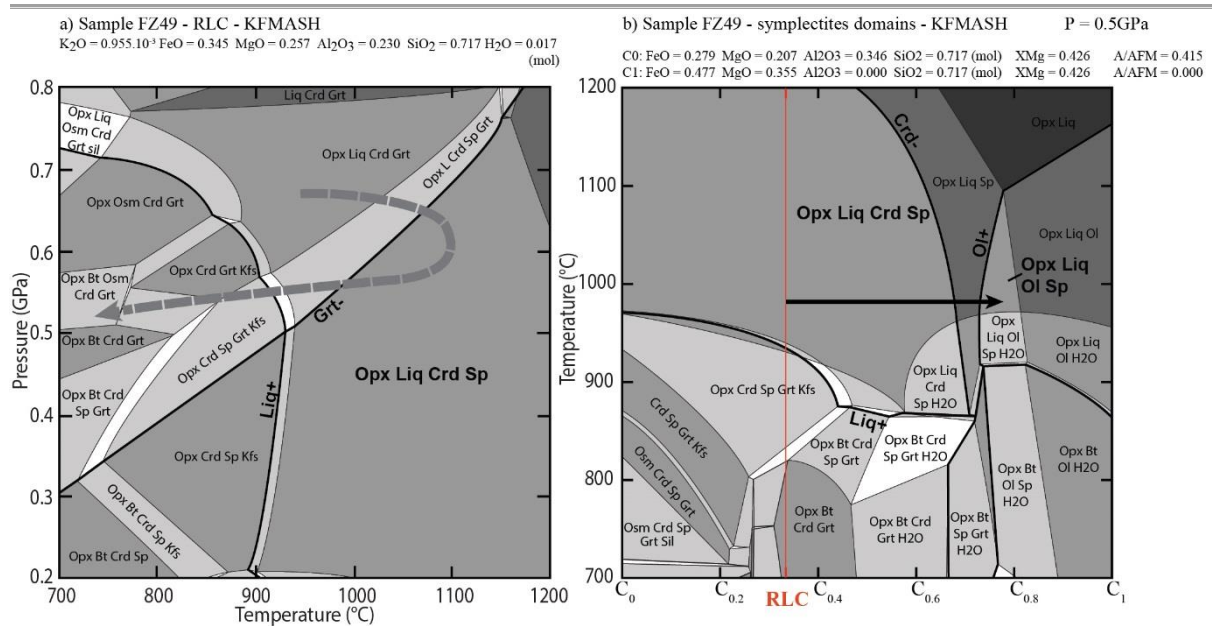 a) Sample FZ49 - RLC - KFMASH
K₂O = 0.955.10⁻³ FeO = 0.345 MgO = 0.257 Al₂O₃ = 0.230 SiO₂ = 0.717 H₂O = 0.017
(mol)
0.8
0.7
0.6
0.5
0.4
0.3
0.2
Pressure (GPa)
Liq Crd Grt
Opx Liq
Osm Crd
Grt sil
Opx Liq Crd Grt
Opx L Crd Sp Grt
Opx Osm Crd Grt
Opx Bt Osm
Crd Grt
Opx Crd Grt Kfs
Grt-
Opx Bt Crd Grt
Opx Crd Sp Grt Kfs
Opx Liq Crd Sp
Opx Bt Crd
Sp Grt
Liq+
Opx Crd Sp Kfs
Opx Bt Crd Sp Kfs
Opx Bt Crd Sp
700
800
900
1000
1100
1200
Temperature (°C)
b) Sample FZ49 - symplectites domains - KFMASH P = 0.5GPa
C0: FeO = 0.279 MgO = 0.207 Al2O3 = 0.346 SiO2 = 0.717 (mol) XMg = 0.426 A/AFM = 0.415
C1: FeO = 0.477 MgO = 0.355 Al2O3 = 0.000 SiO2 = 0.717 (mol) XMg = 0.426 A/AFM = 0.000
1200
1100
1000
900
800
700
Temperature (°C)
Crd-
Opx Liq
Opx Liq Sp
Opx Liq Crd Sp
Ol+
Opx Liq Ol
Opx Liq
Ol Sp
Opx
Liq Ol
Sp H2O
Opx Liq
Ol H2O
Opx Liq
Crd
Sp H2O
Opx Crd Sp Grt Kfs
Liq+
Crd Sp Grt Kfs
Opx Bt Crd
Sp Grt
Opx Bt Crd
Sp Grt H2O
Opx Bt
Ol H2O
Osm Crd Sp Grt
Opx Bt
Ol Sp
H2O
Osm Crd Sp
Grt Sil
Opx Bt
Crd Grt
Opx Bt Crd
Grt H2O
Opx Bt
Sp Grt
H2O
C₀
C₀.₂
RLC
C₀.₄
C₀.₆
C₀.₈
C₁